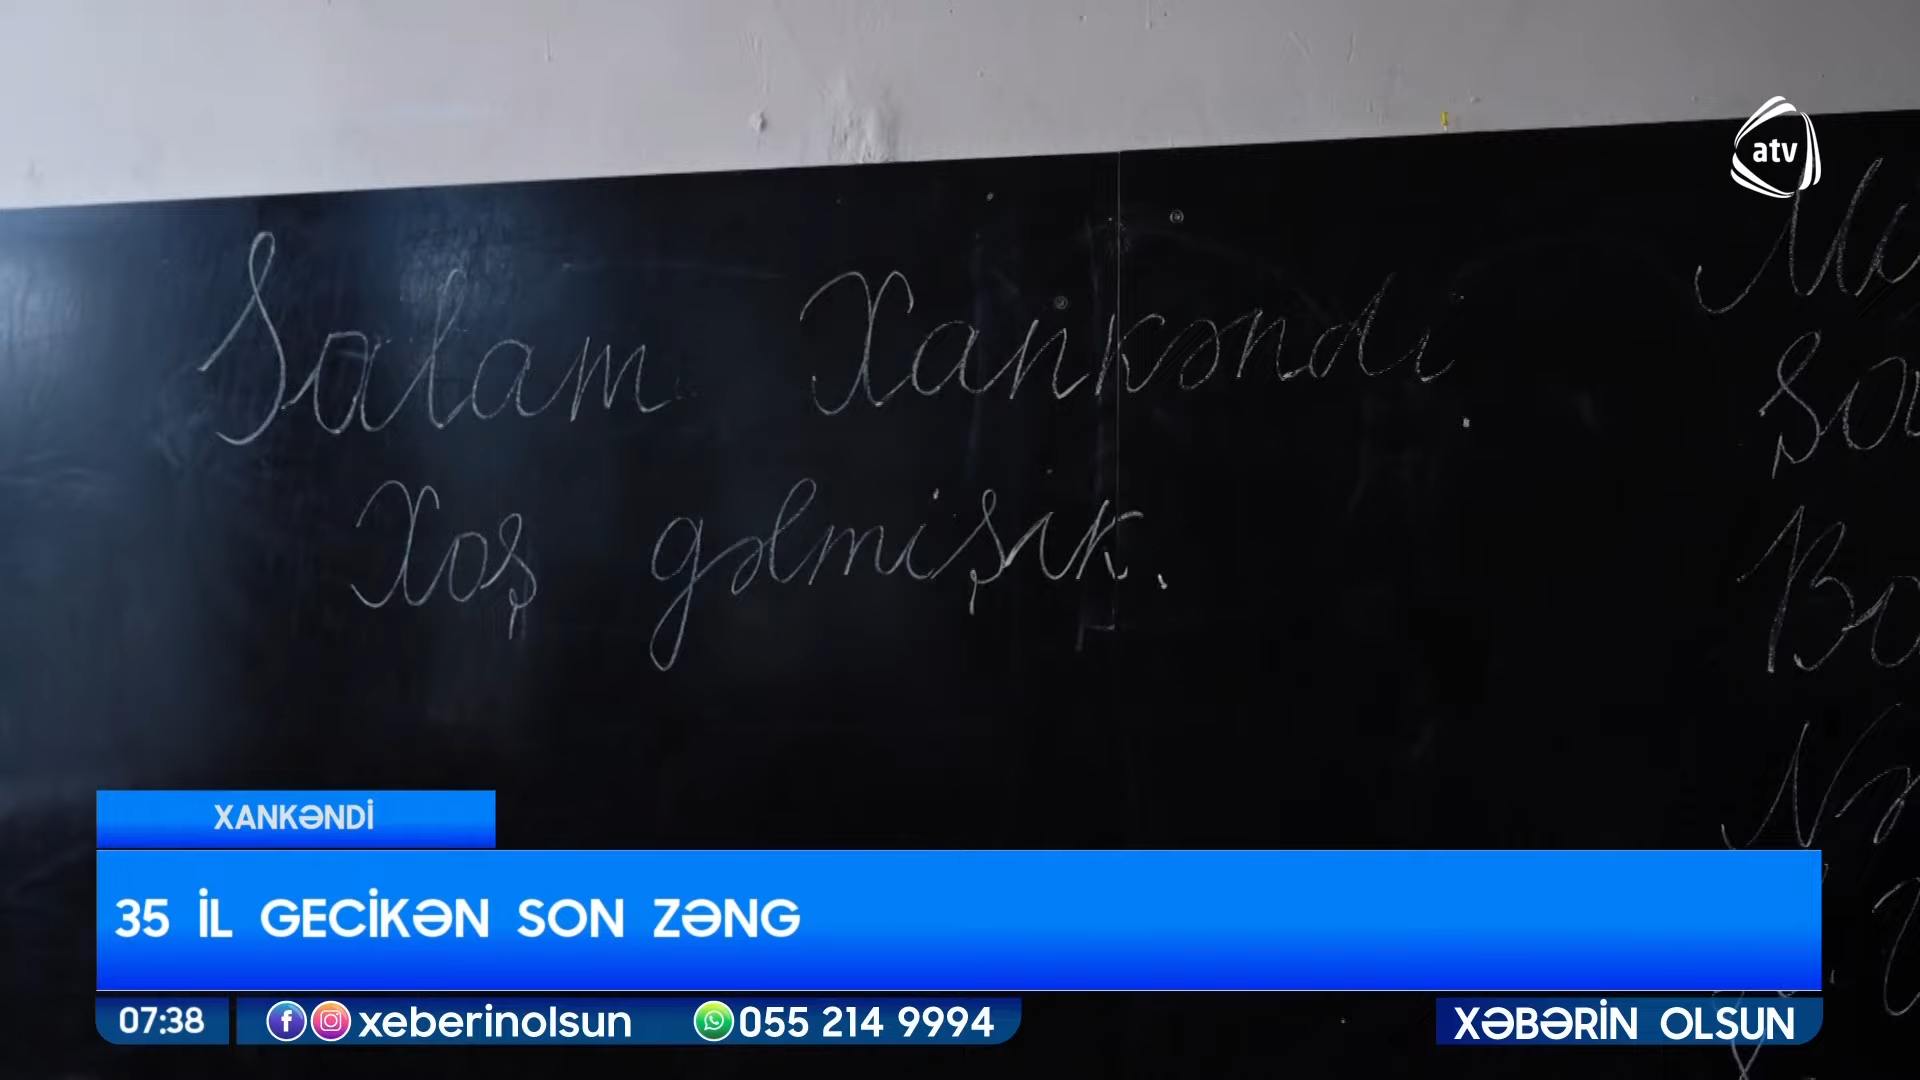 atv
Salam Xankəndi
Xoş gəlmişik.
XANKƏNDİ
35 İL GECİKƏN SON ZƏNG
07:38
xeberinolsun
055 214 9994
XƏBƏRİN OLSUN